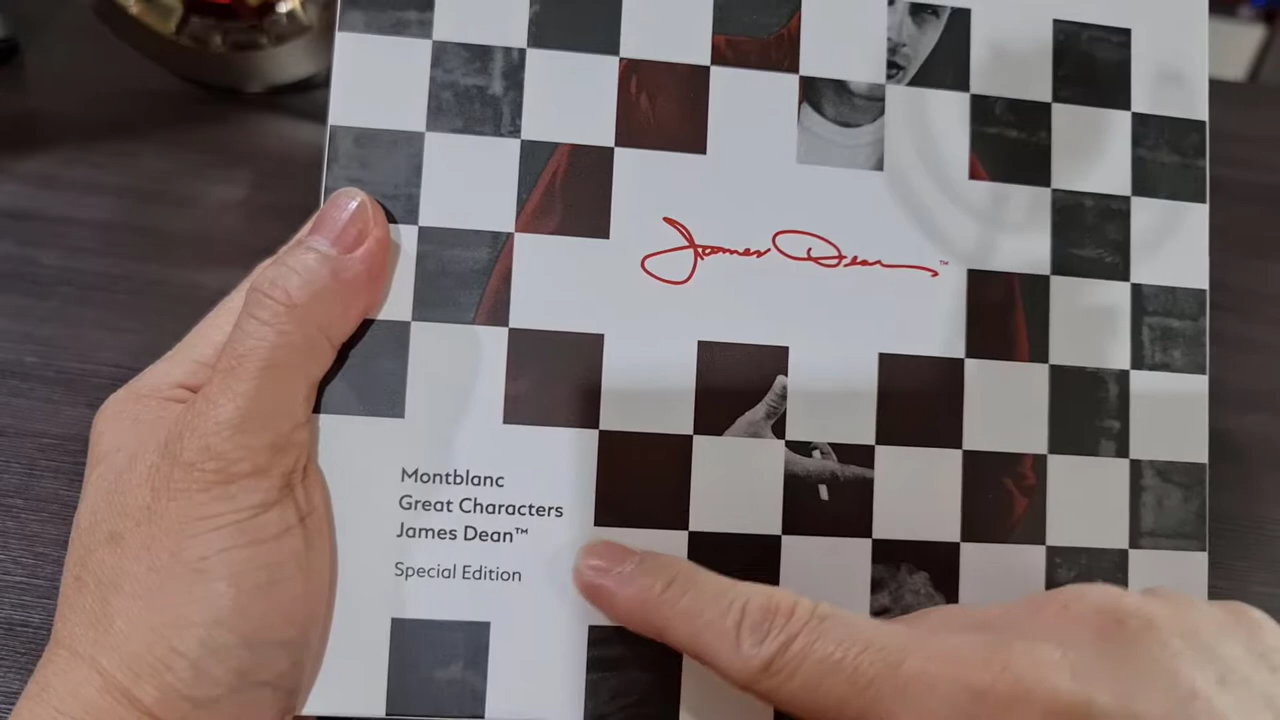 James Dean™
Montblanc
Great Characters
James Dean™
Special Edition